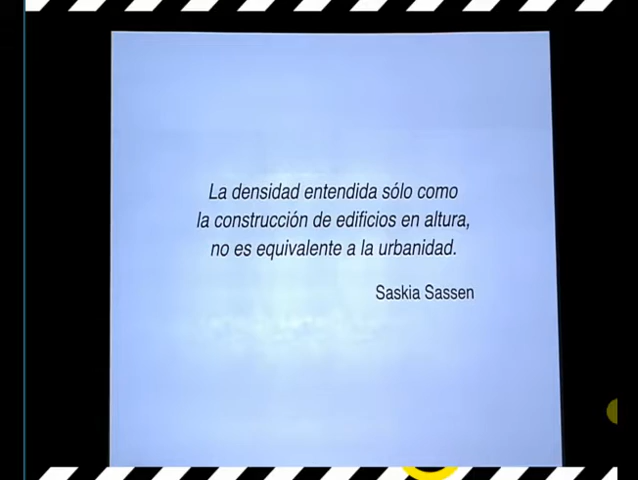 La densidad entendida sólo como
la construcción de edificios en altura,
no es equivalente a la urbanidad.
Saskia Sassen